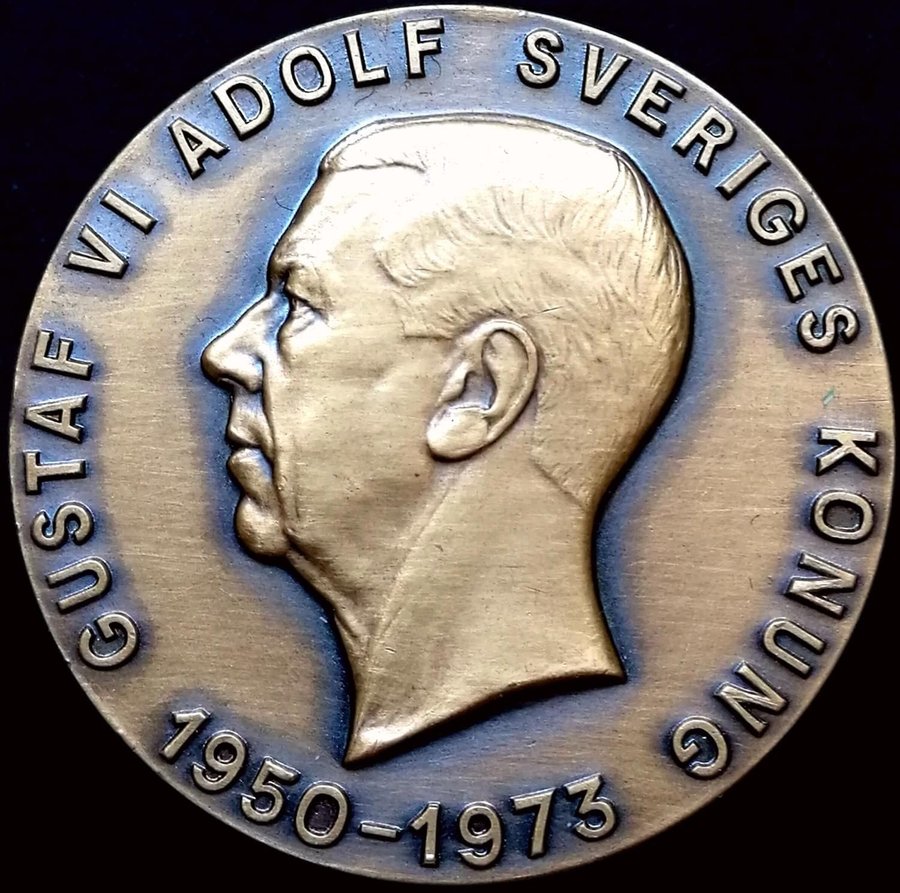 GUSTAF VI ADOLF SVERIGES KONUNG
1950-1973